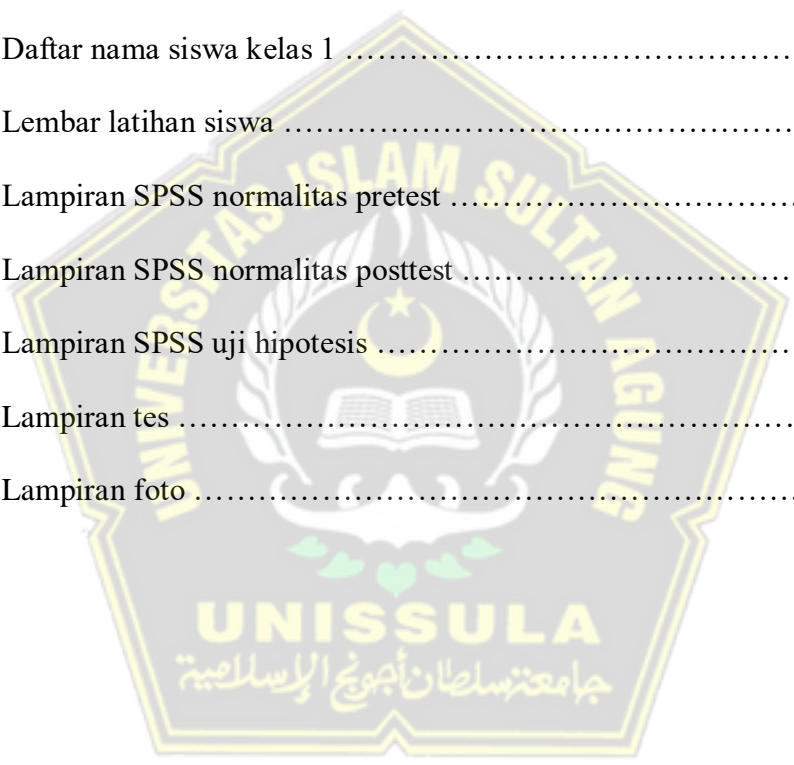 Daftar nama siswa kelas 1 ………………………………………
Lembar latihan siswa ………………………………………………
Lampiran SPSS normalitas pretest ………………………………
Lampiran SPSS normalitas posttest ……………………………
Lampiran SPSS uji hipotesis ……………………………………
Lampiran tes …………………………………………………………
Lampiran foto ………………………………………………………
UNIVERSITAS ISLAM SULTAN AGUNG
UNISSULA
جامعة سلطان أجونج الإسلامية